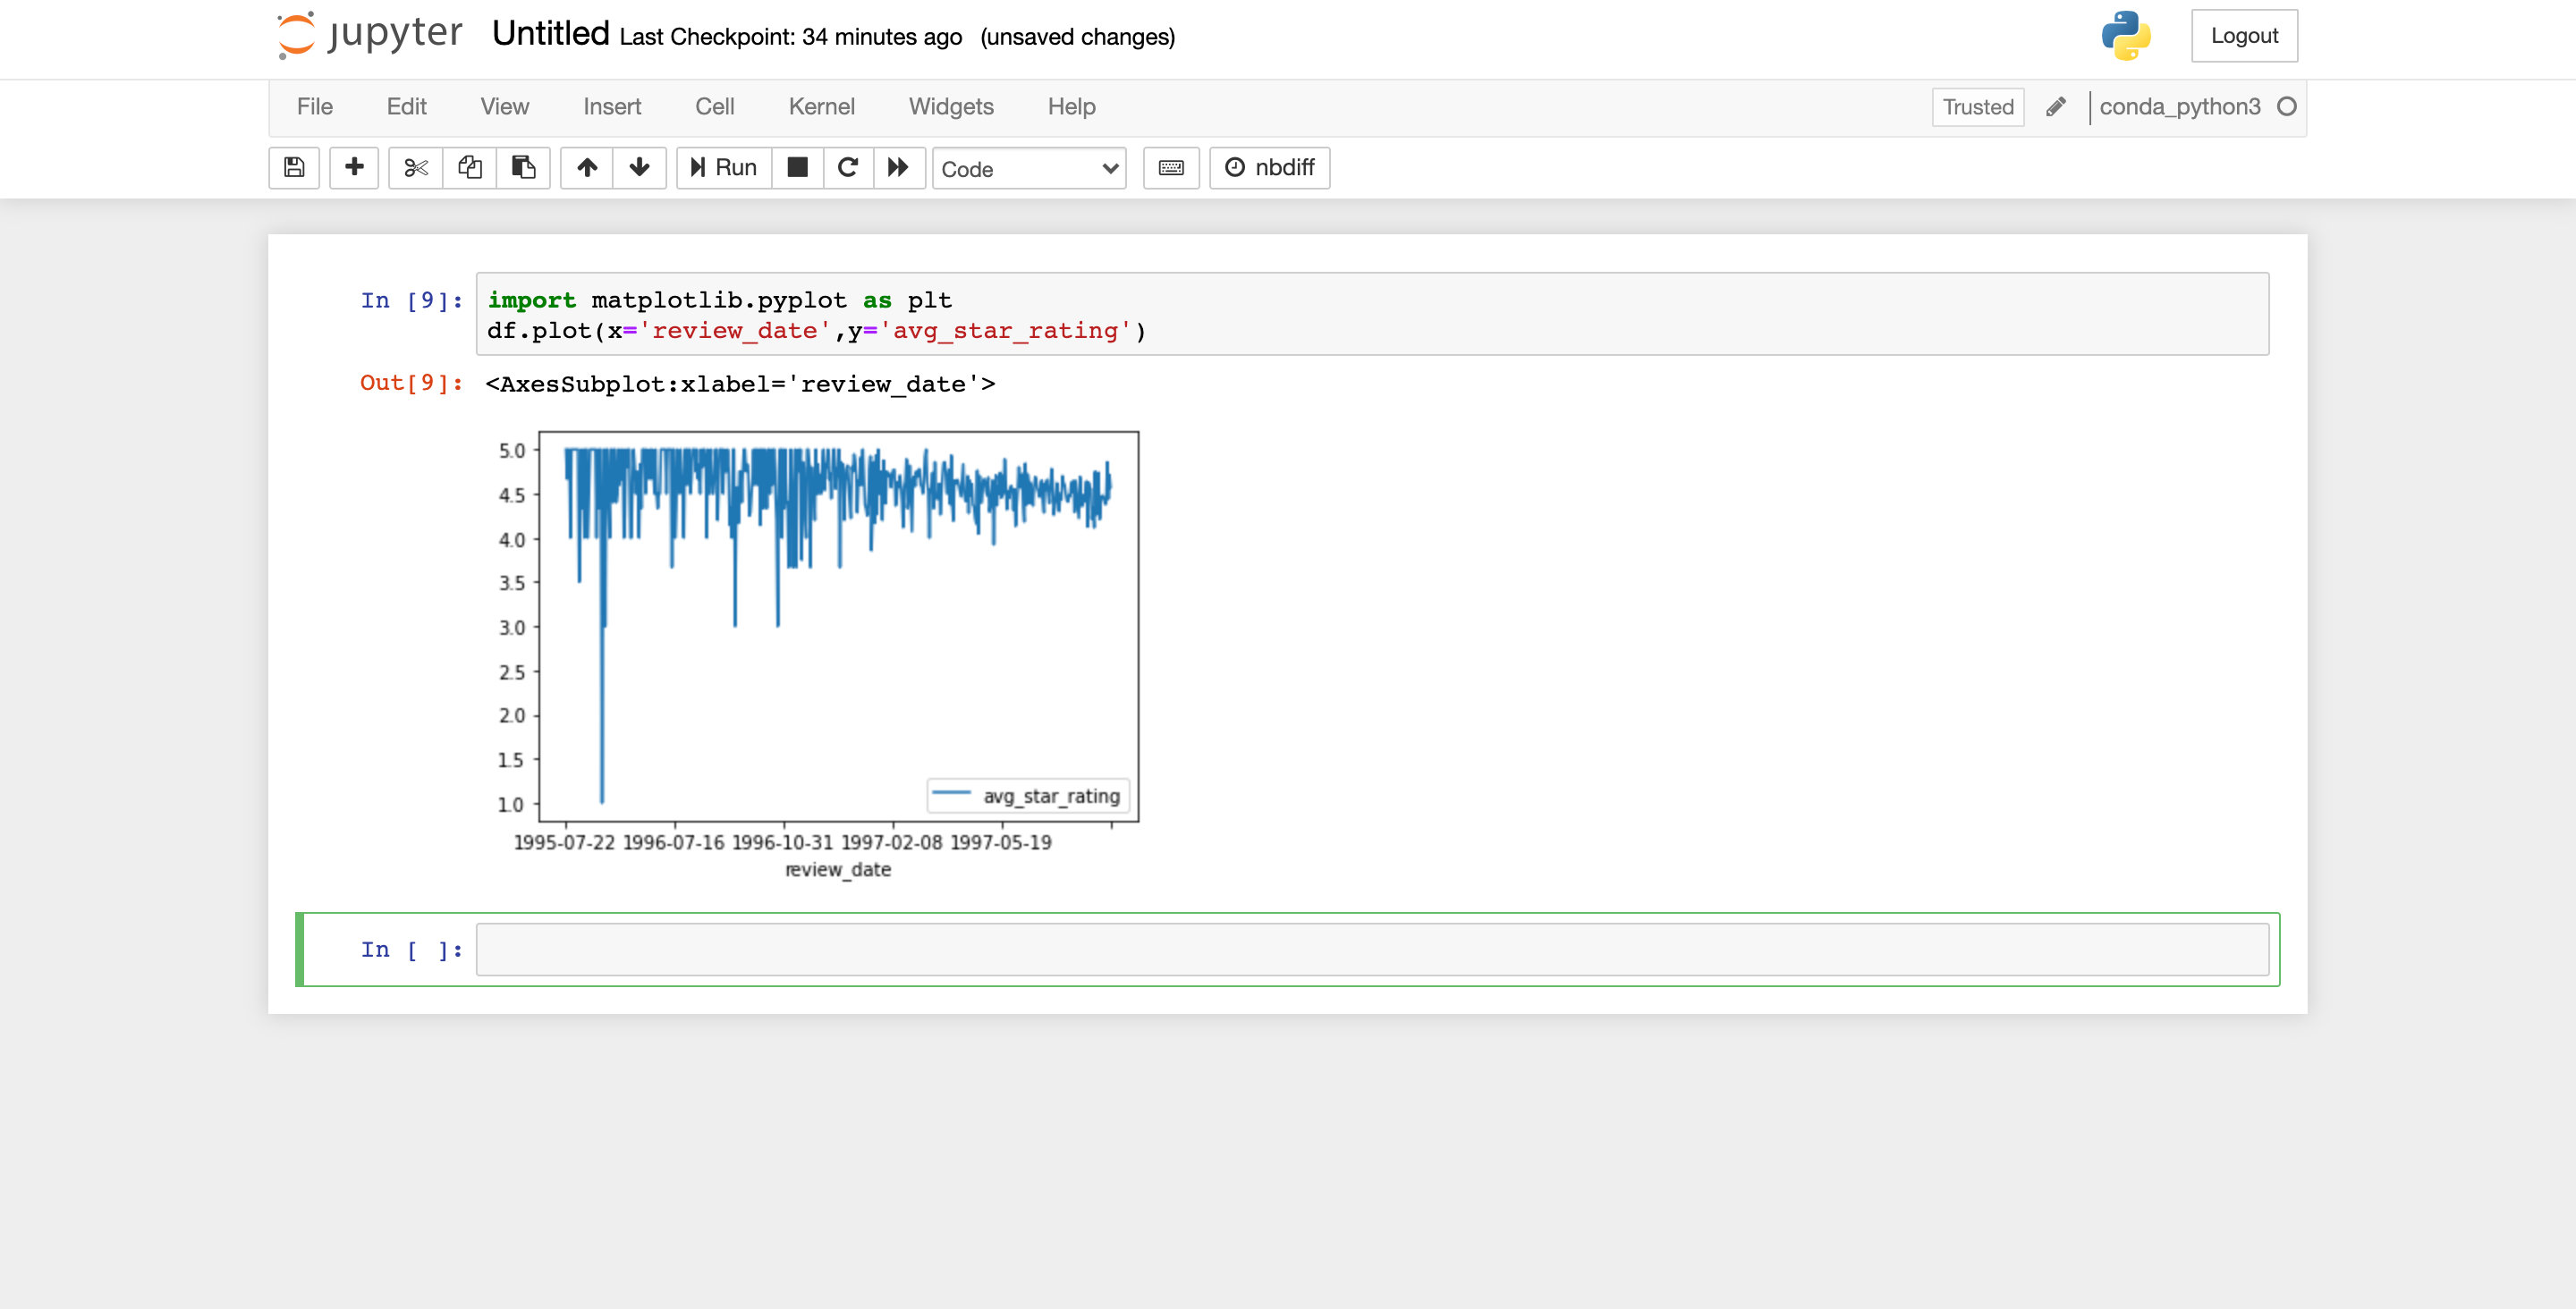 jupyter Untitled Last Checkpoint: 34 minutes ago (unsaved changes) Logout
File Edit View Insert Cell Kernel Widgets Help Trusted conda_python3
Run Code nbdiff
In [9]: import matplotlib.pyplot as plt
df.plot(x='review_date',y='avg_star_rating')
Out[9]: <AxesSubplot:xlabel='review_date'>
5.0
4.5
4.0
3.5
3.0
2.5
2.0
1.5
1.0
avg_star_rating
1995-07-22 1996-07-16 1996-10-31 1997-02-08 1997-05-19
review_date
In [ ]: